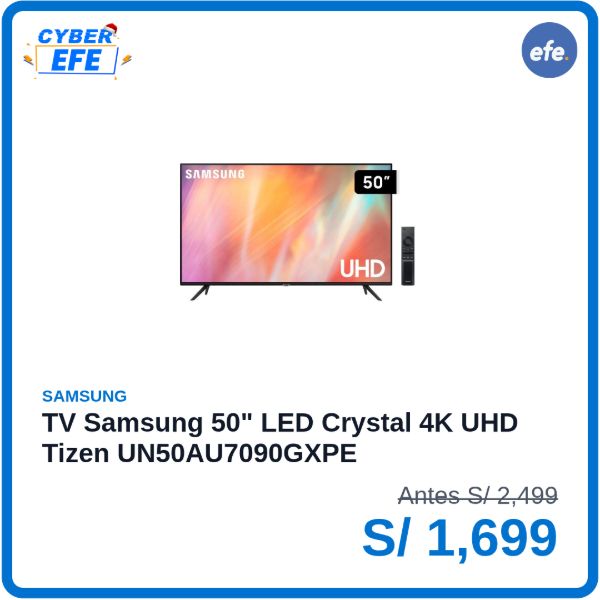 CYBER
EFE
efe.
SAMSUNG
50"
UHD
SAMSUNG
TV Samsung 50" LED Crystal 4K UHD
Tizen UN50AU7090GXPE
Antes S/ 2,499
S/ 1,699